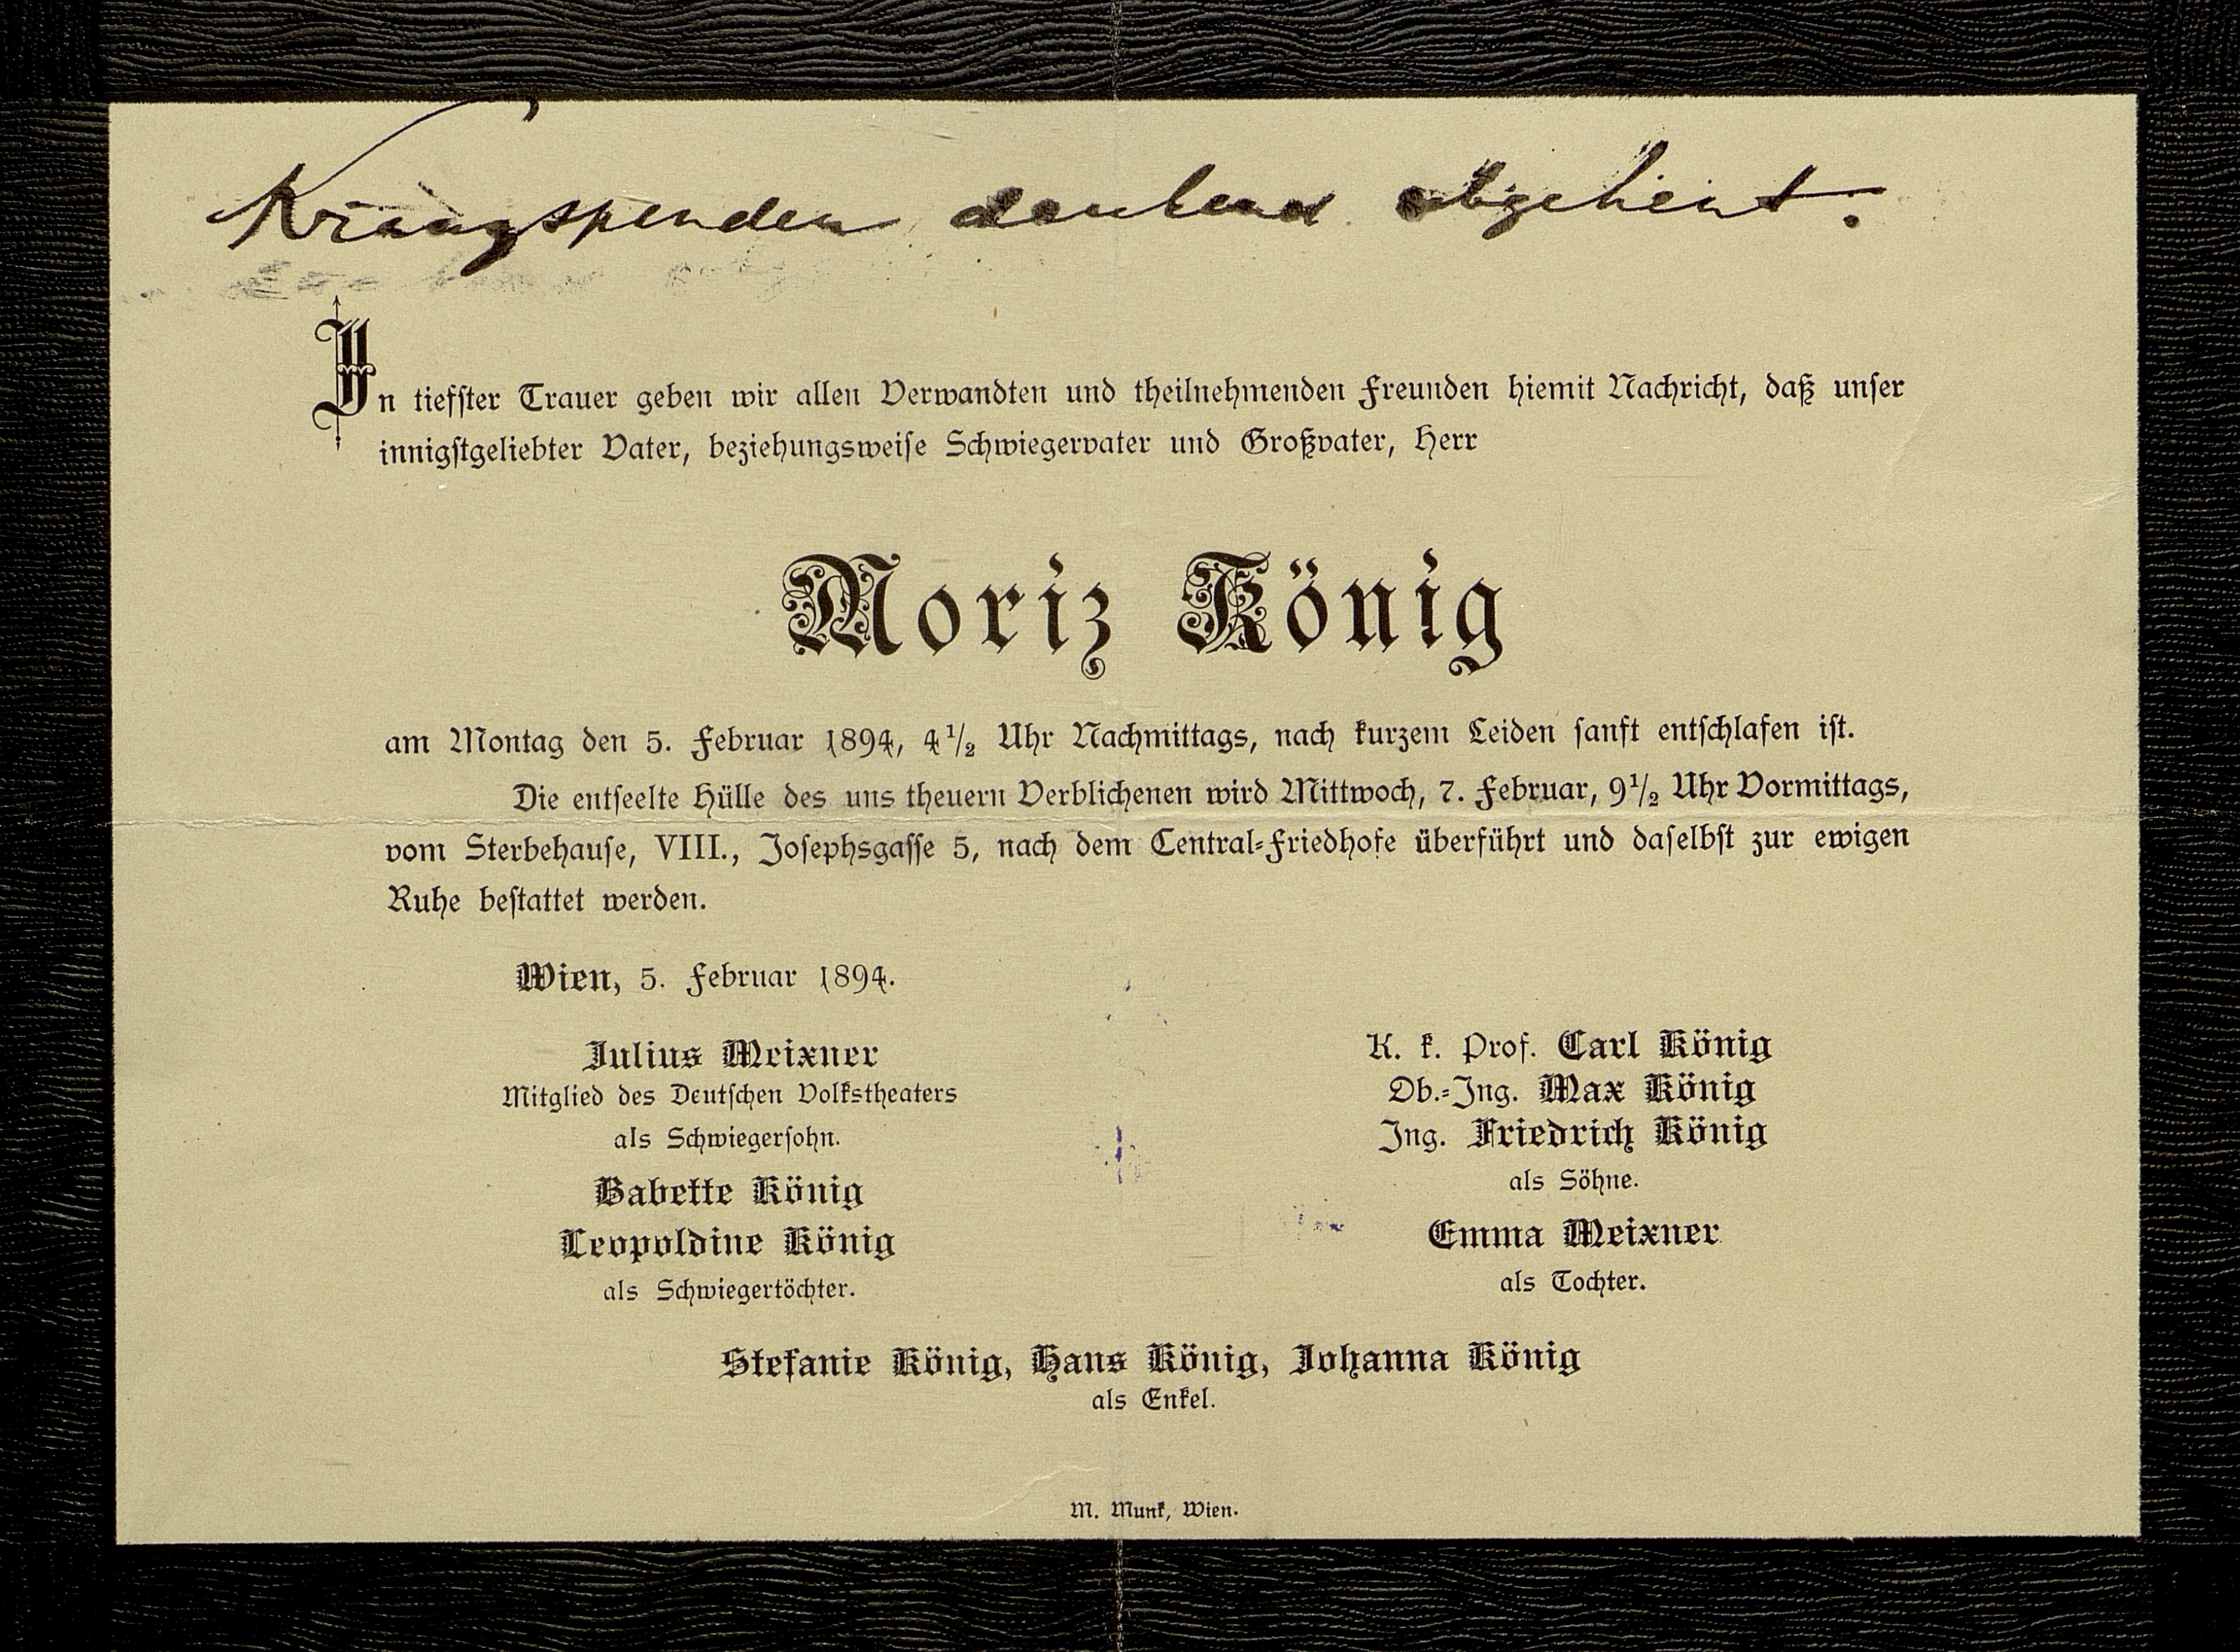 Kranzspenden dankend abgelehnt.
In tiefster Trauer geben wir allen Verwandten und theilnehmenden Freunden hiemit Nachricht, daß unser
innigstgeliebter Vater, beziehungsweise Schwiegervater und Großvater, Herr
Moriz König
am Montag den 5. Februar 1894, 4 1/2 Uhr Nachmittags, nach kurzem Leiden sanft entschlafen ist.
Die entseelte Hülle des uns theuern Verblichenen wird Mittwoch, 7. Februar, 9 1/2 Uhr Vormittags,
vom Sterbehause, VIII., Josephsgasse 5, nach dem Central-Friedhofe überführt und daselbst zur ewigen
Ruhe bestattet werden.
Wien, 5. Februar 1894.
Julius Meixner
Mitglied des Deutschen Volkstheaters
als Schwiegersohn.
Babette König
Leopoldine König
als Schwiegertöchter.
K. k. Prof. Carl König
Ob.-Ing. Max König
Ing. Friedrich König
als Söhne.
Emma Meixner
als Tochter.
Stefanie König, Hans König, Johanna König
als Enkel.
M. Munk, Wien.